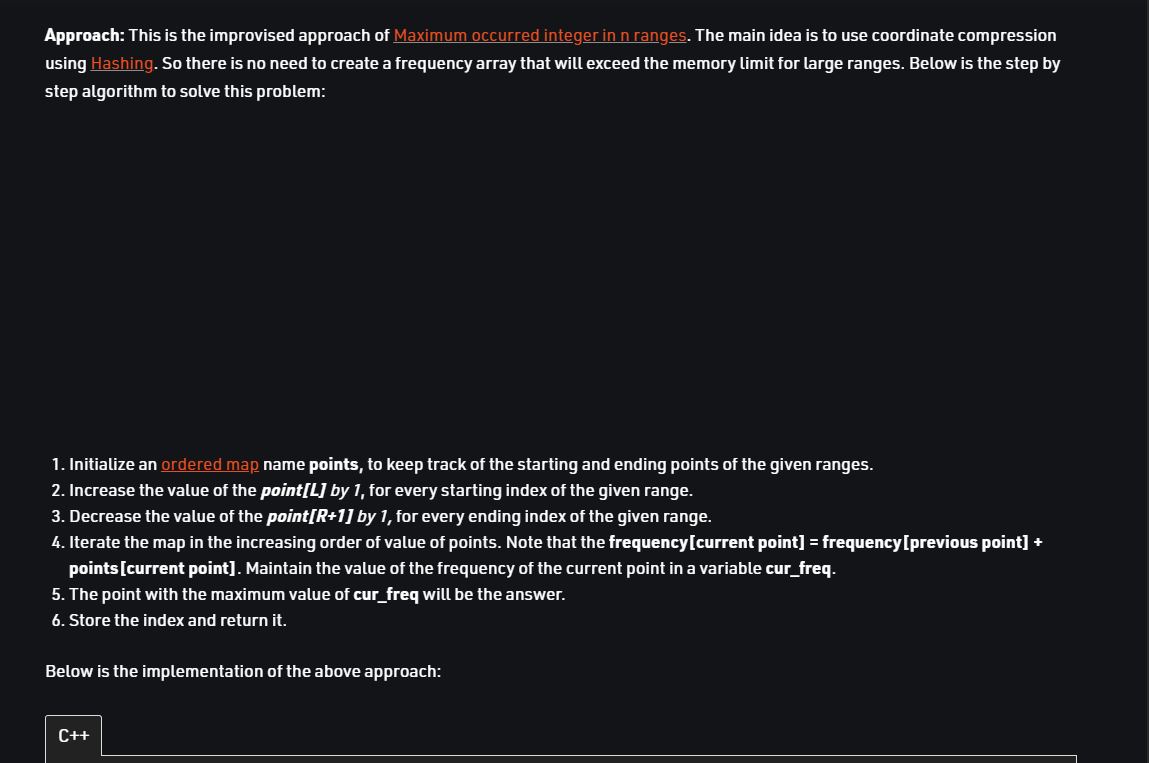 Approach: This is the improvised approach of Maximum occurred integer in n ranges. The main idea is to use coordinate compression
using Hashing. So there is no need to create a frequency array that will exceed the memory limit for large ranges. Below is the step by
step algorithm to solve this problem:
1. Initialize an ordered map name points, to keep track of the starting and ending points of the given ranges.
2. Increase the value of the point[L] by 1, for every starting index of the given range.
3. Decrease the value of the point[R+1] by 1, for every ending index of the given range.
4. Iterate the map in the increasing order of value of points. Note that the frequency[current point] = frequency[previous point] +
points[current point]. Maintain the value of the frequency of the current point in a variable cur_freq.
5. The point with the maximum value of cur_freq will be the answer.
6. Store the index and return it.
Below is the implementation of the above approach:
C++